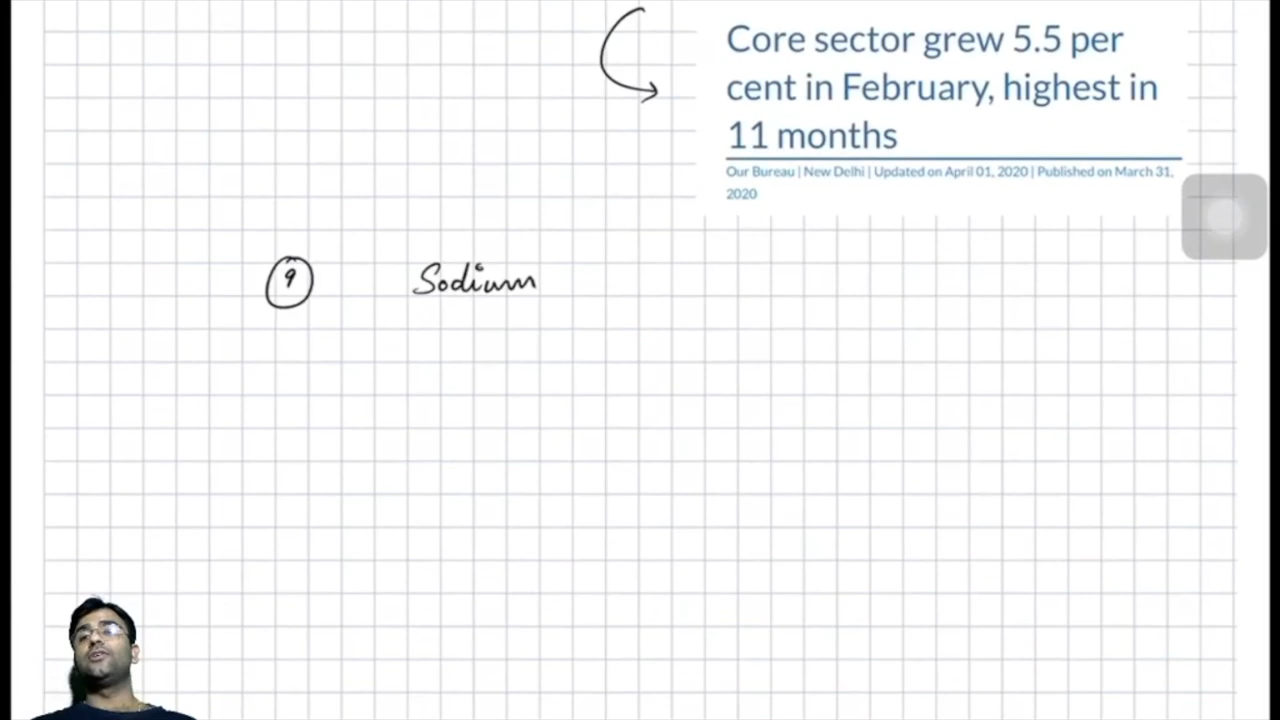 Core sector grew 5.5 per
cent in February, highest in
11 months
Our Bureau | New Delhi | Updated on April 01, 2020 | Published on March 31,
2020
9 Sodium